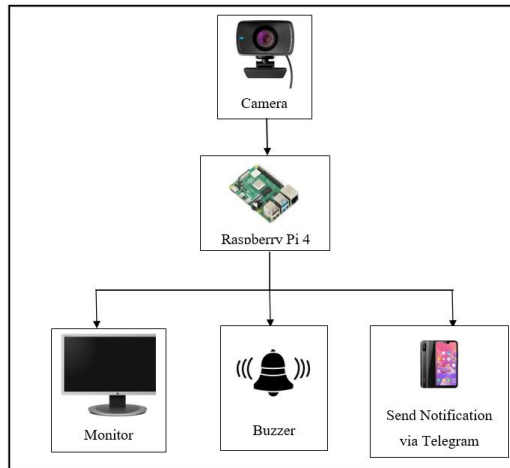 Camera
Raspberry Pi 4
Monitor
Buzzer
Send Notification
via Telegram